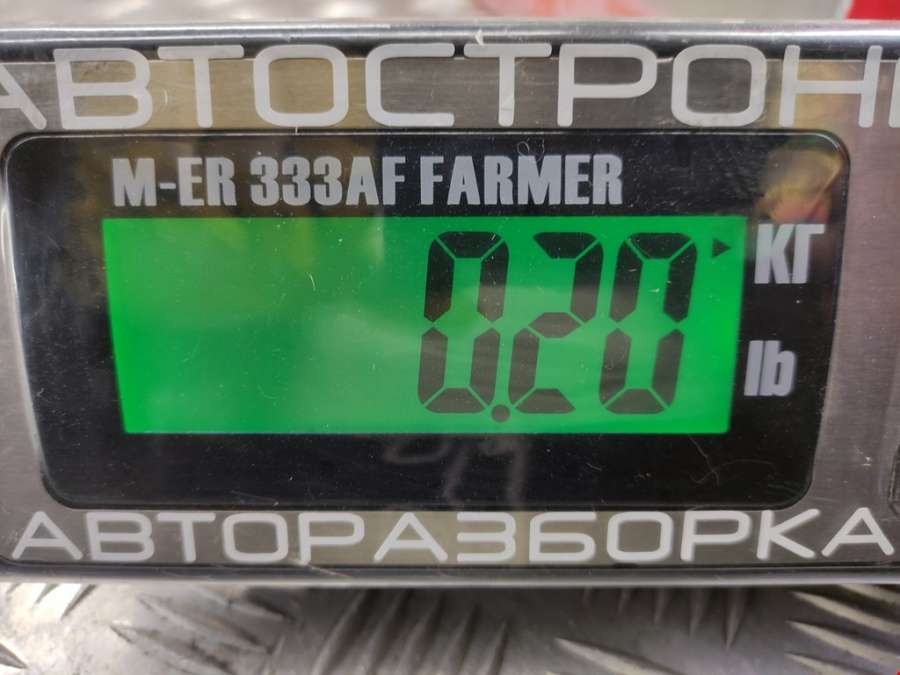 АВТОСТРОН
M-ER 333AF FARMER
0.20 КГ
lb
АВТОРАЗБОРКА